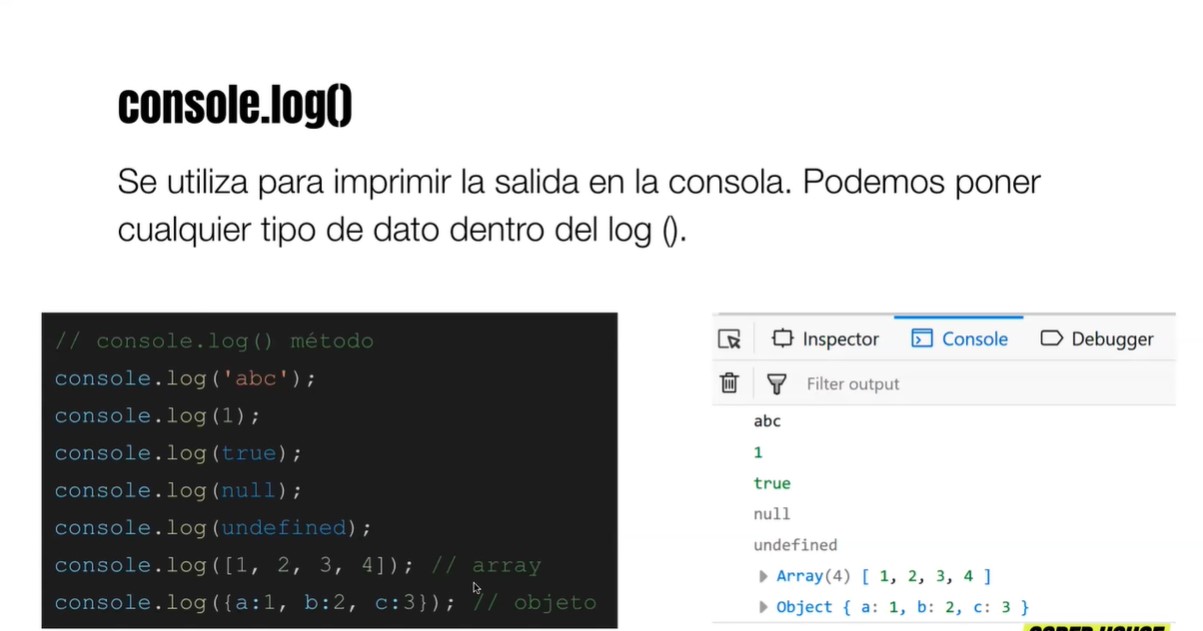 console.log()
Se utiliza para imprimir la salida en la consola. Podemos poner
cualquier tipo de dato dentro del log ().
// console.log() método
console.log('abc');
console.log(1);
console.log(true);
console.log(null);
console.log(undefined);
console.log([1, 2, 3, 4]); // array
console.log({a:1, b:2, c:3}); // objeto
Inspector Console Debugger
Filter output
abc
1
true
null
undefined
Array(4) [ 1, 2, 3, 4 ]
Object { a: 1, b: 2, c: 3 }